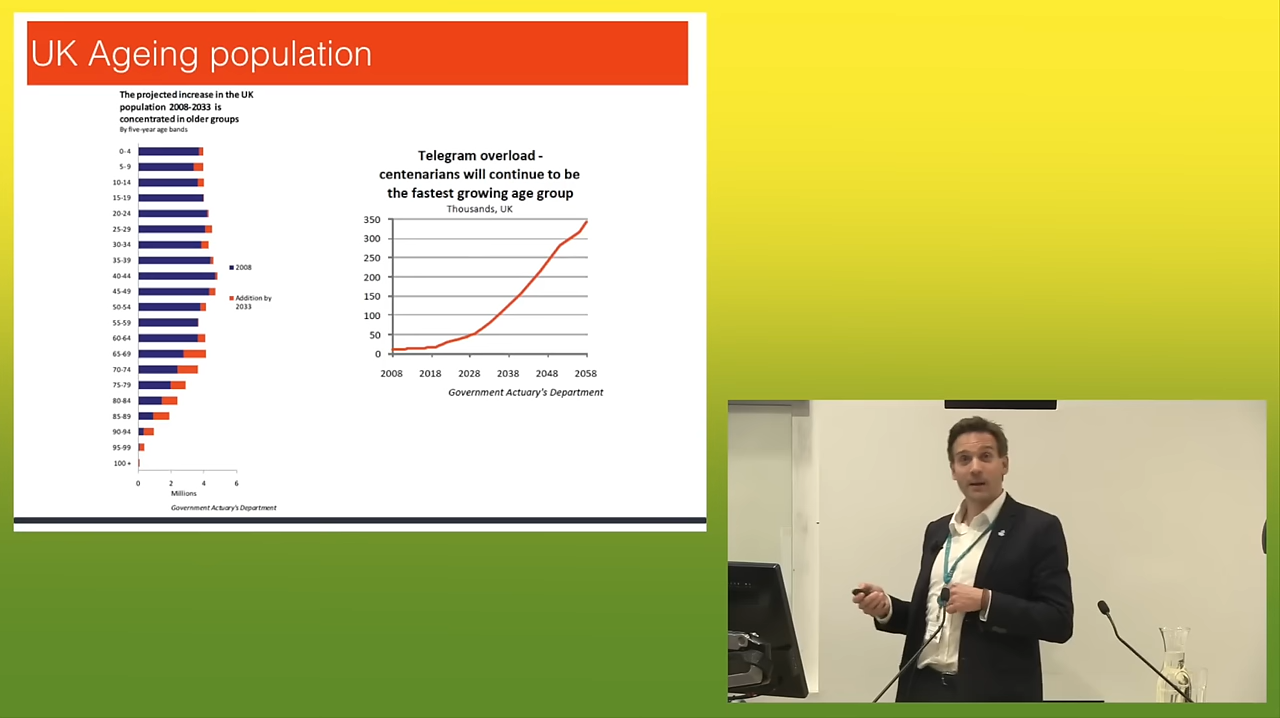 UK Ageing population
The projected increase in the UK
population 2008-2033 is
concentrated in older groups
By five-year age bands
0-4
5-9
10-14
15-19
20-24
25-29
30-34
35-39
40-44
45-49
50-54
55-59
60-64
65-69
70-74
75-79
80-84
85-89
90-94
95-99
100 +
0 2 4 6
Millions
2008
Addition by
2033
Government Actuary's Department
Telegram overload -
centenarians will continue to be
the fastest growing age group
Thousands, UK
350
300
250
200
150
100
50
0
2008 2018 2028 2038 2048 2058
Government Actuary's Department